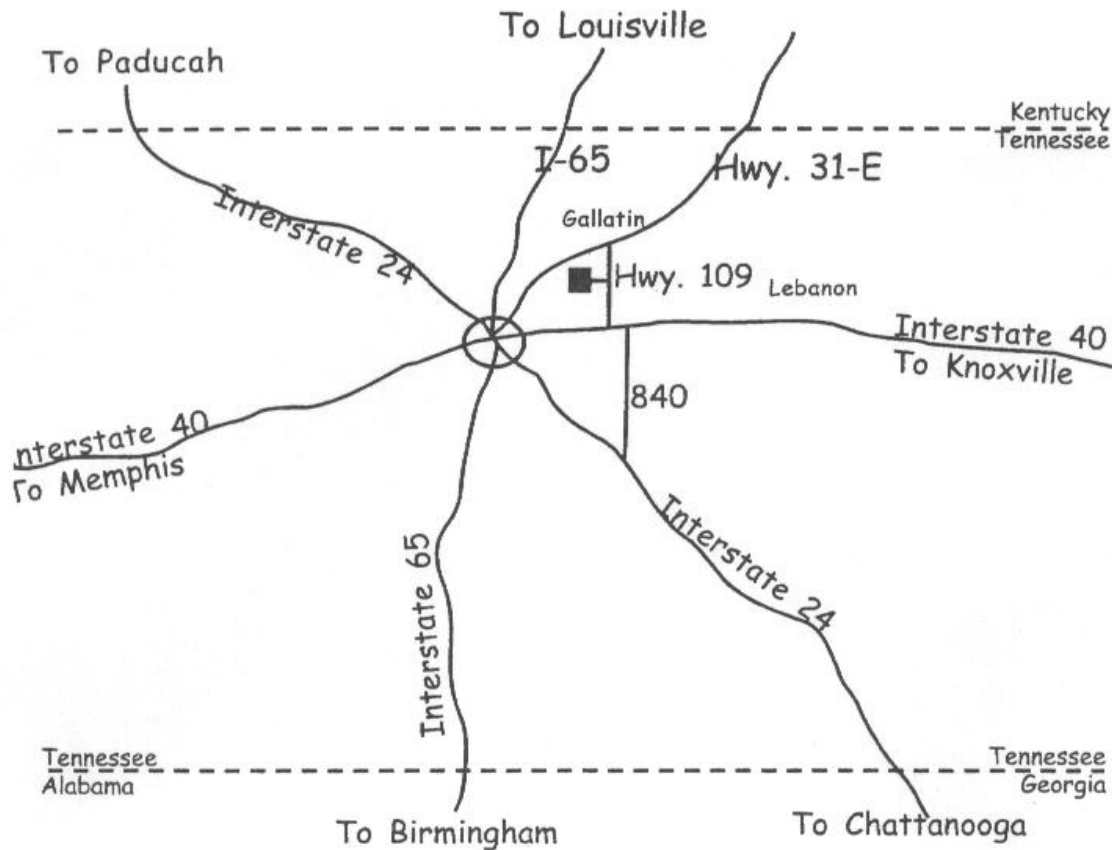 To Louisville
To Paducah
Kentucky
Tennessee
I-65
Hwy. 31-E
Interstate 24
Gallatin
Hwy. 109
Lebanon
Interstate 40
To Knoxville
840
nterstate 40
To Memphis
Interstate 65
Interstate 24
Tennessee
Alabama
Tennessee
Georgia
To Birmingham
To Chattanooga